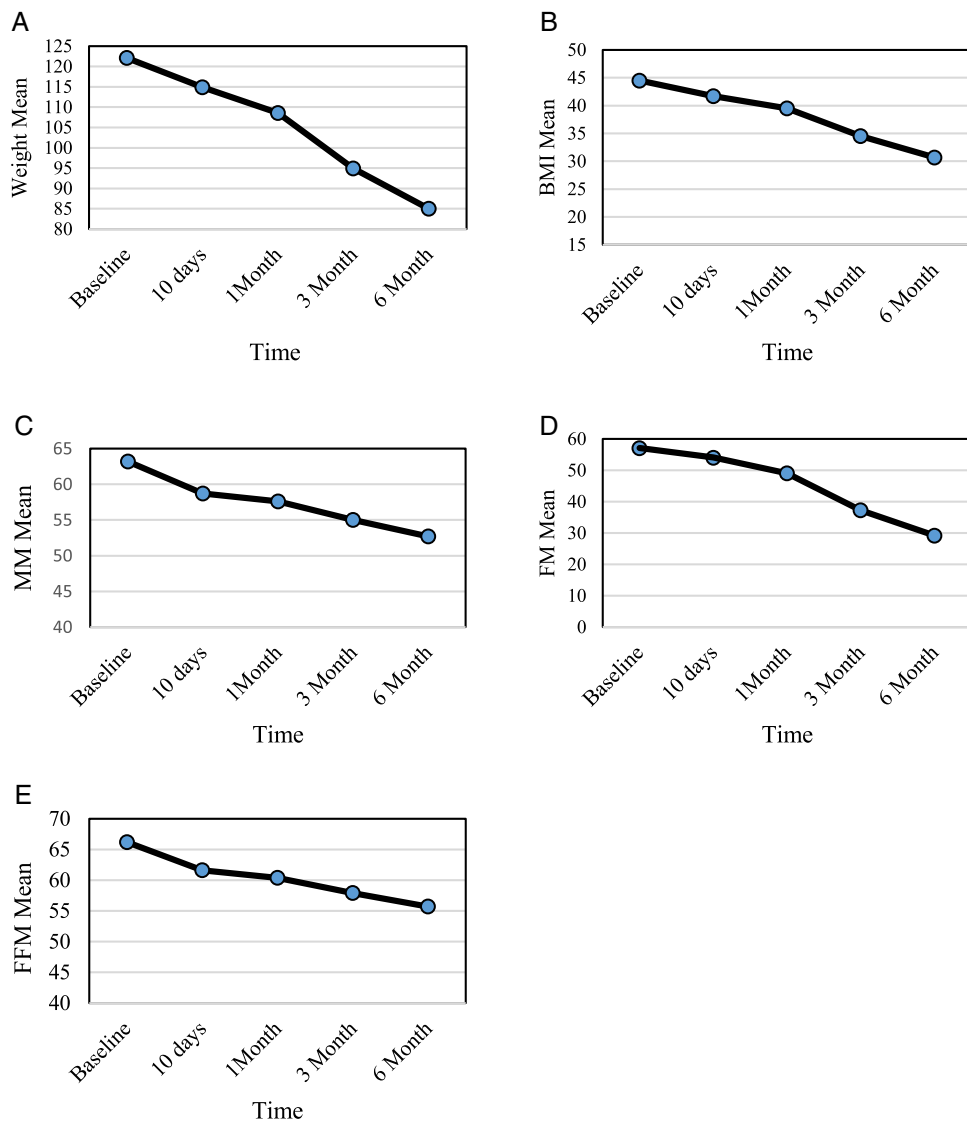 A
Weight Mean
125
120
115
110
105
100
95
90
85
80
Baseline
10 days
1Month
3 Month
6 Month
Time
B
BMI Mean
50
45
40
35
30
25
20
15
Baseline
10 days
1Month
3 Month
6 Month
Time
C
MM Mean
65
60
55
50
45
40
Baseline
10 days
1Month
3 Month
6 Month
Time
D
FM Mean
60
50
40
30
20
10
0
Baseline
10 days
1Month
3 Month
6 Month
Time
E
FFM Mean
70
65
60
55
50
45
40
Baseline
10 days
1Month
3 Month
6 Month
Time